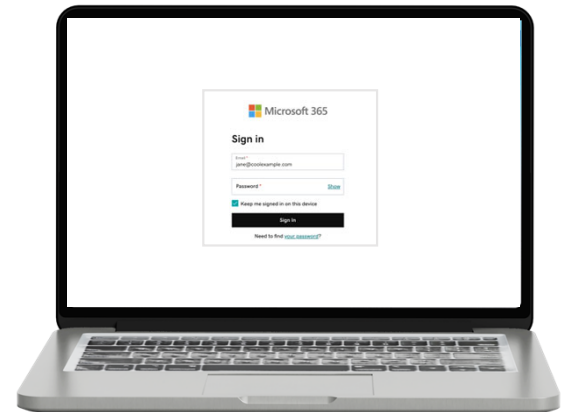 Microsoft 365
Sign in
Email *
jane@coolexample.com
Password * Show
Keep me signed in on this device
Sign In
Need to find your password?